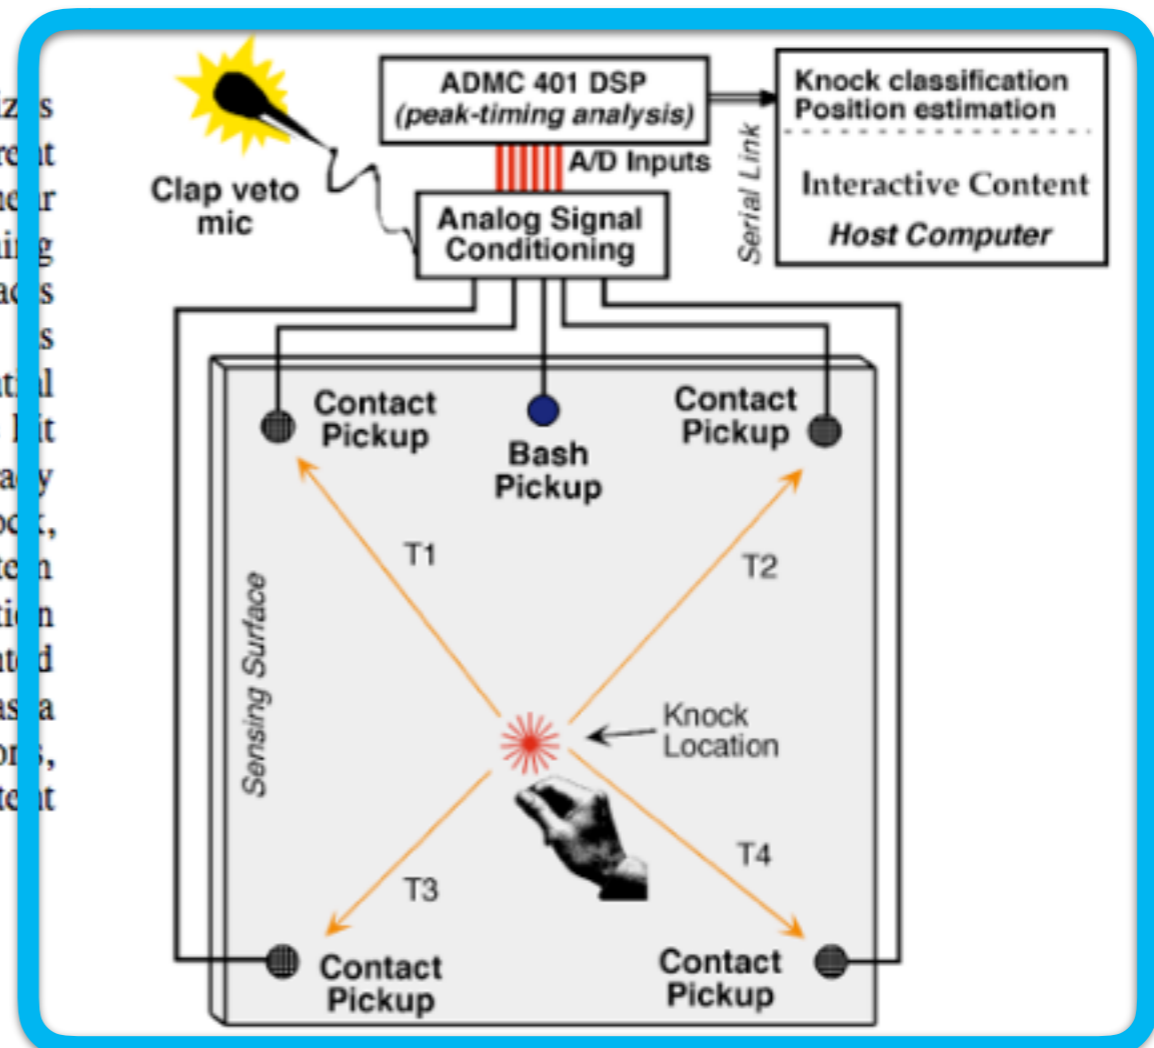 ADMC 401 DSP
(peak-timing analysis)
Knock classification
Position estimation
A/D Inputs
Serial Link
Interactive Content
Host Computer
Clap veto
mic
Analog Signal
Conditioning
Contact
Pickup
Contact
Pickup
Bash
Pickup
T1
T2
Sensing Surface
Knock
Location
T3
T4
Contact
Pickup
Contact
Pickup